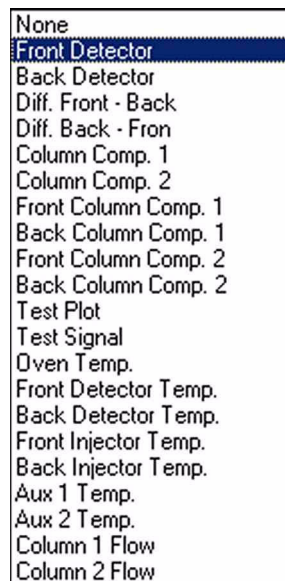 None
Front Detector
Back Detector
Diff. Front - Back
Diff. Back - Fron
Column Comp. 1
Column Comp. 2
Front Column Comp. 1
Back Column Comp. 1
Front Column Comp. 2
Back Column Comp. 2
Test Plot
Test Signal
Oven Temp.
Front Detector Temp.
Back Detector Temp.
Front Injector Temp.
Back Injector Temp.
Aux 1 Temp.
Aux 2 Temp.
Column 1 Flow
Column 2 Flow